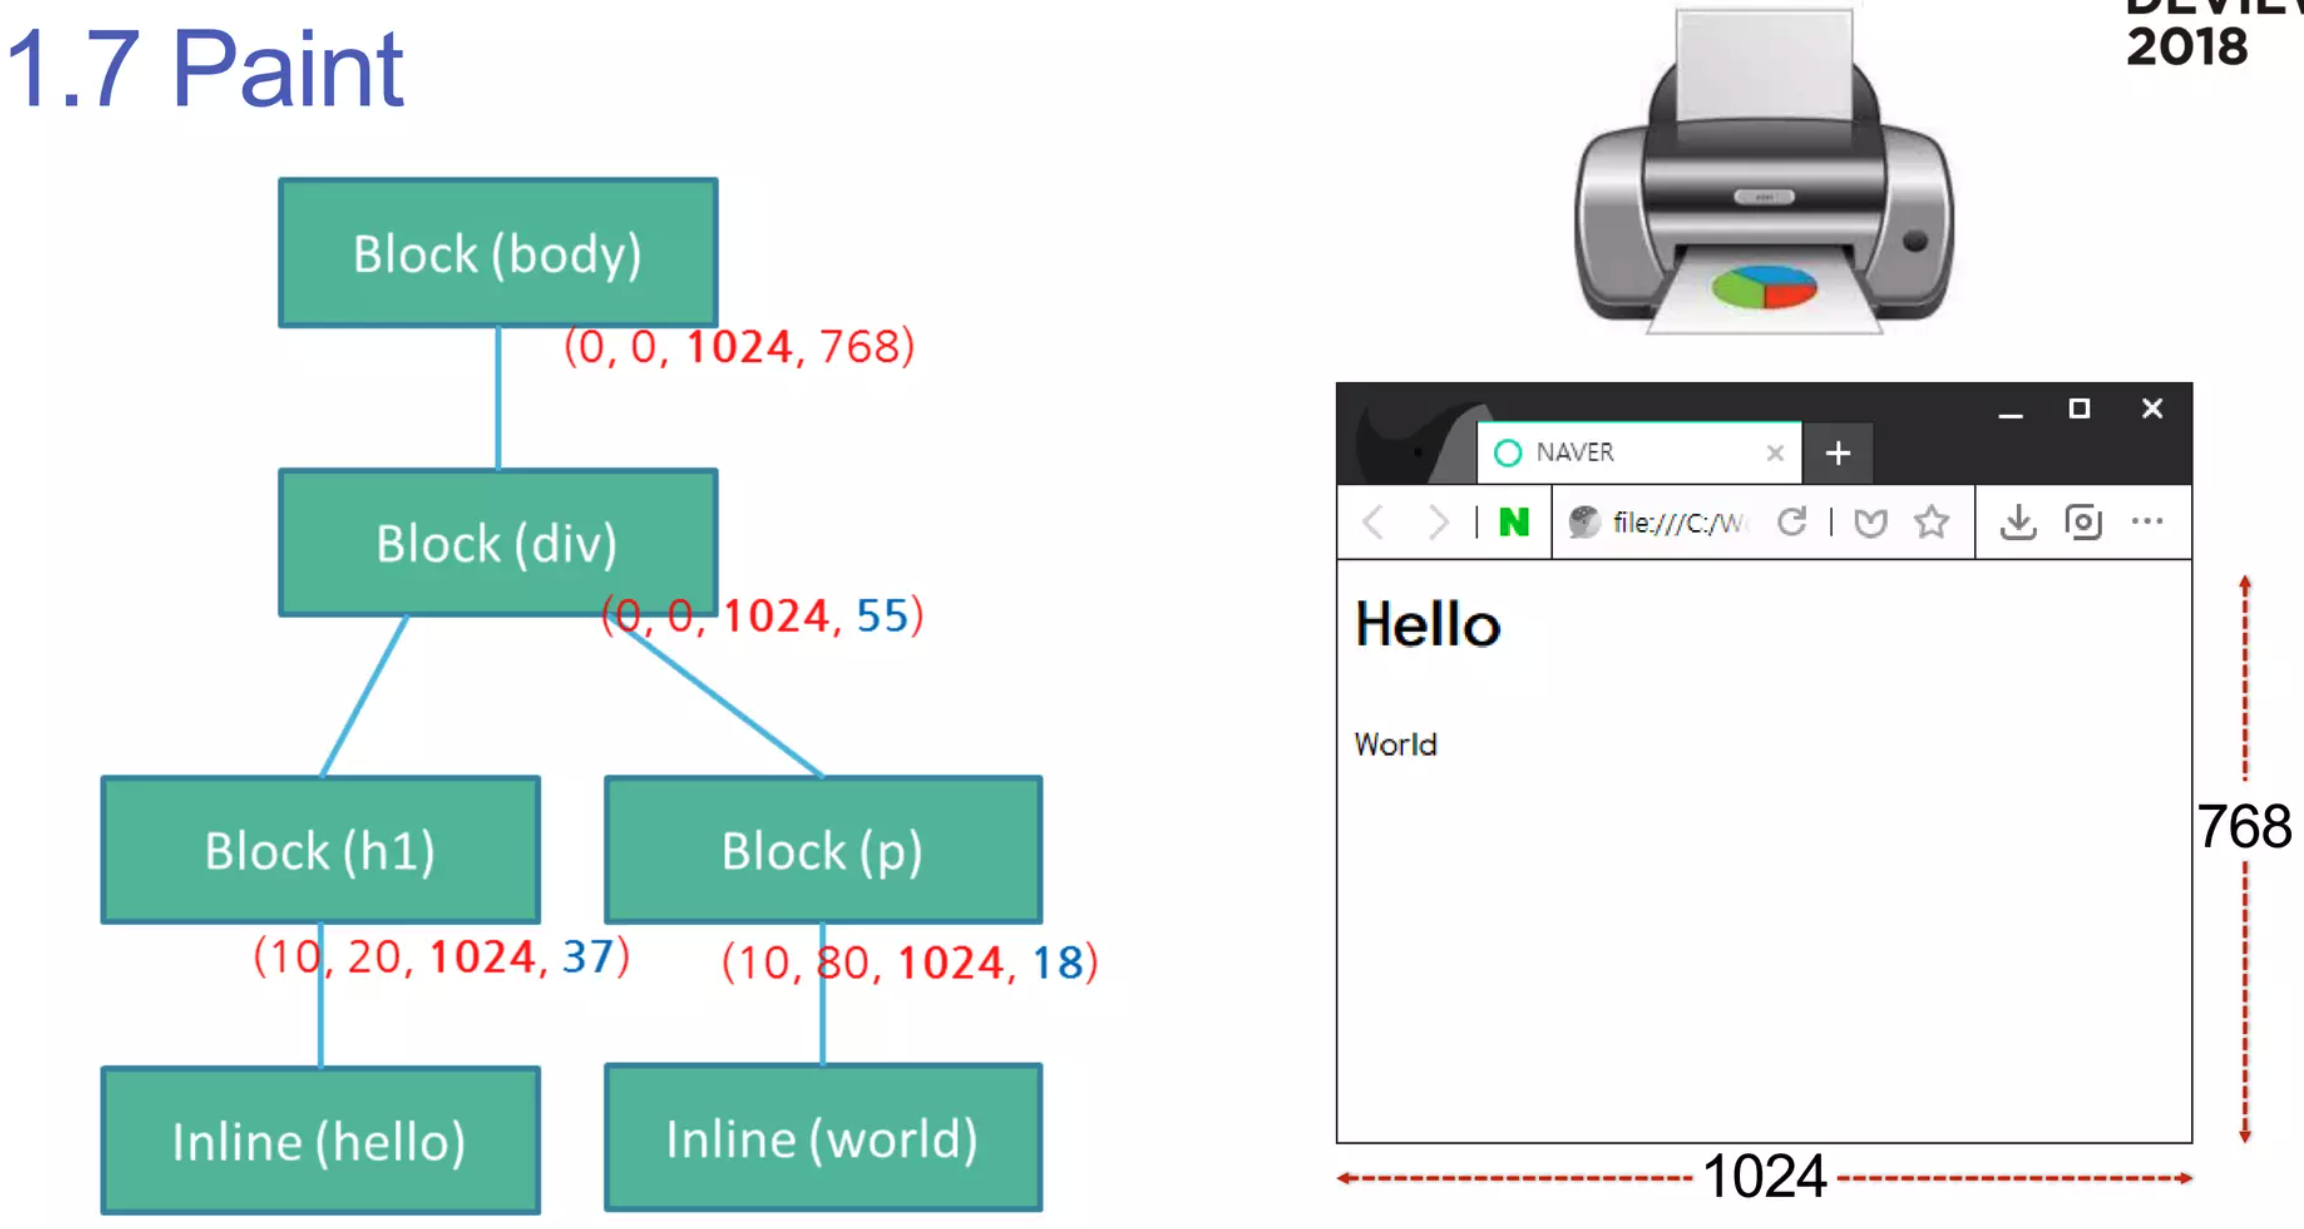 1.7 Paint
2018
Block (body)
(0, 0, 1024, 768)
Block (div)
(0, 0, 1024, 55)
Block (h1)
Block (p)
(10, 20, 1024, 37)
(10, 80, 1024, 18)
Inline (hello)
Inline (world)
NAVER
N
file:///C:/W
Hello
World
768
1024